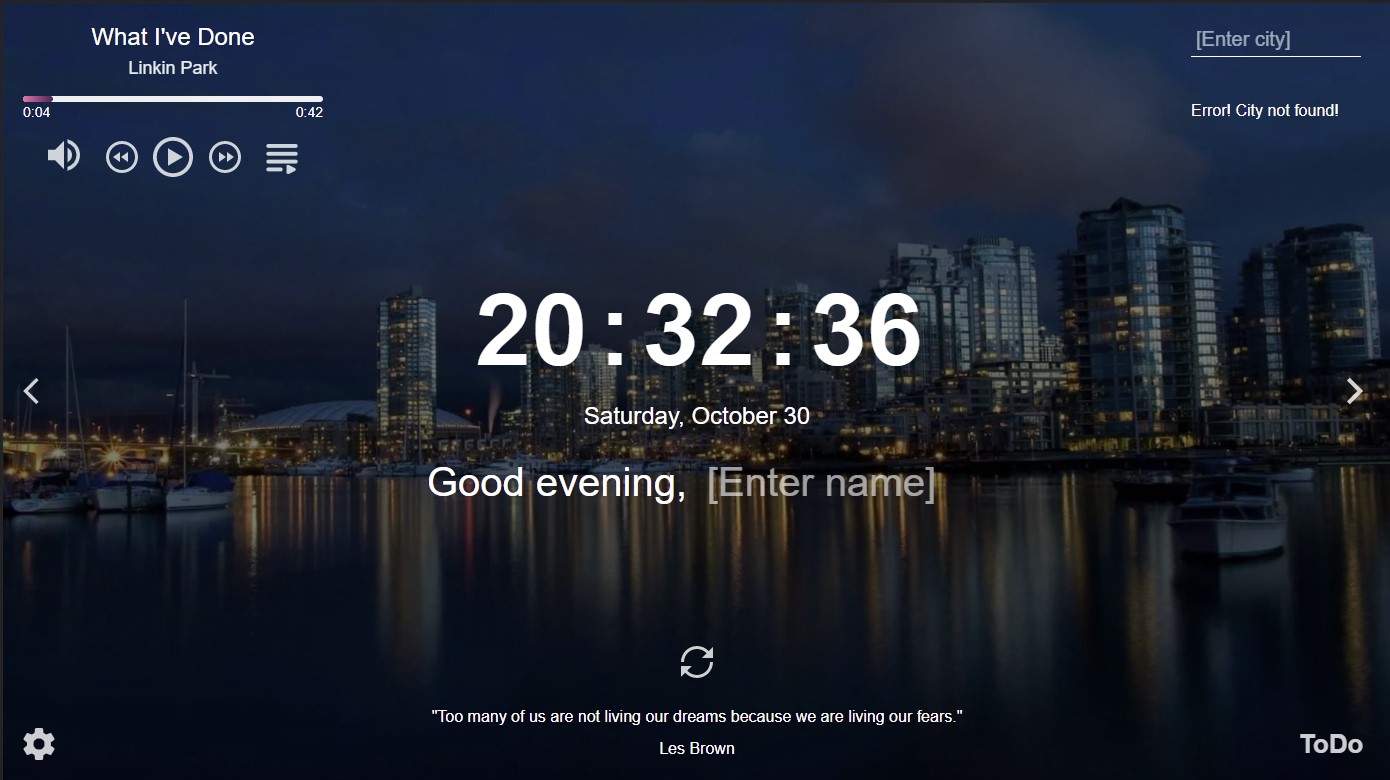 What I've Done
Linkin Park
0:04
0:42
[Enter city]
Error! City not found!
20:32:36
Saturday, October 30
Good evening, [Enter name]
"Too many of us are not living our dreams because we are living our fears."
Les Brown
ToDo